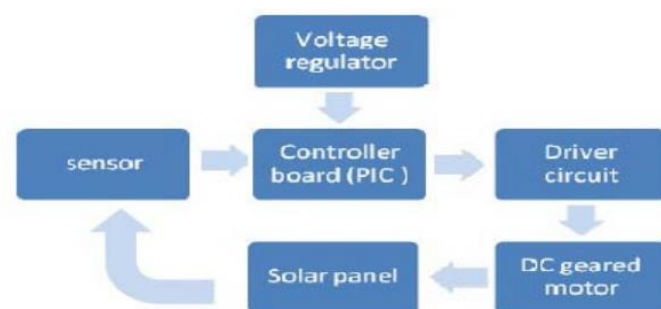 Voltage
regulator
sensor
Controller
board (PIC )
Driver
circuit
Solar panel
DC geared
motor